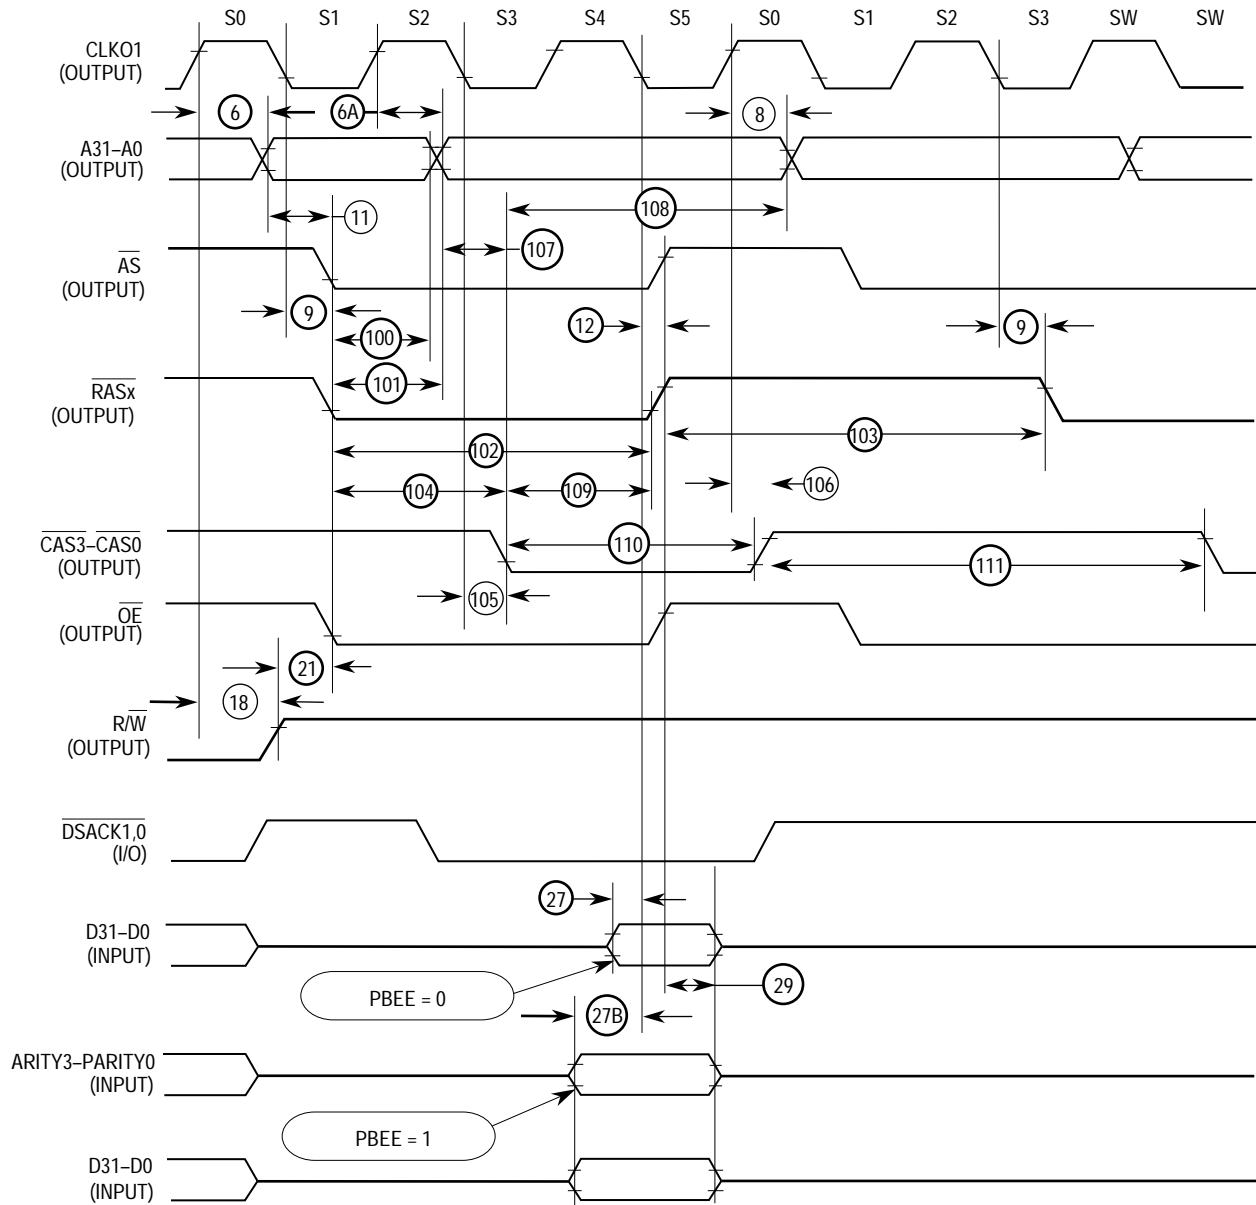 S0 S1 S2 S3 S4 S5 S0 S1 S2 S3 SW SW
CLKO1
(OUTPUT)
6 6A 8
A31–A0
(OUTPUT)
11 108
107
AS
(OUTPUT)
9 12 9
100
101
RASx
(OUTPUT)
102 103
104 109 106
CAS3–CAS0
(OUTPUT)
110 111
105
OE
(OUTPUT)
21
18
R/W
(OUTPUT)
DSACK1,0
(I/O)
27
D31–D0
(INPUT)
29
PBEE = 0
27B
ARITY3–PARITY0
(INPUT)
PBEE = 1
D31–D0
(INPUT)